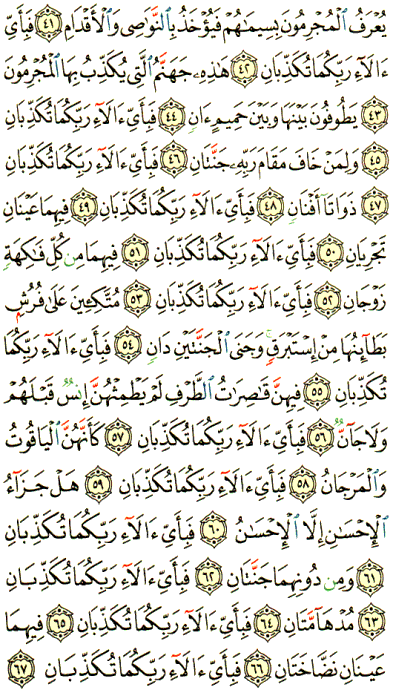 يُعْرَفُ ٱلْمُجْرِمُونَ بِسِيمَٰهُمْ فَيُؤْخَذُ بِٱلنَّوَٰصِى وَٱلْأَقْدَامِ ٤١ فَبِأَىِّ
ءَالَآءِ رَبِّكُمَا تُكَذِّبَانِ ٤٢ هَٰذِهِۦ جَهَنَّمُ ٱلَّتِى يُكَذِّبُ بِهَا ٱلْمُجْرِمُونَ
٤٣ يَطُوفُونَ بَيْنَهَا وَبَيْنَ حَمِيمٍ ءَانٍ ٤٤ فَبِأَىِّ ءَالَآءِ رَبِّكُمَا تُكَذِّبَانِ
٤٥ وَلِمَنْ خَافَ مَقَامَ رَبِّهِۦ جَنَّتَانِ ٤٦ فَبِأَىِّ ءَالَآءِ رَبِّكُمَا تُكَذِّبَانِ
٤٧ ذَوَاتَآ أَفْنَانٍ ٤٨ فَبِأَىِّ ءَالَآءِ رَبِّكُمَا تُكَذِّبَانِ ٤٩ فِيهِمَا عَيْنَانِ
تَجْرِيَانِ ٥٠ فَبِأَىِّ ءَالَآءِ رَبِّكُمَا تُكَذِّبَانِ ٥١ فِيهِمَا مِن كُلِّ فَٰكِهَةٍ
زَوْجَانِ ٥٢ فَبِأَىِّ ءَالَآءِ رَبِّكُمَا تُكَذِّبَانِ ٥٣ مُتَّكِـِٔينَ عَلَىٰ فُرُشٍۭ
بَطَآئِنُهَا مِنْ إِسْتَبْرَقٍ وَجَنَى ٱلْجَنَّتَيْنِ دَانٍ ٥٤ فَبِأَىِّ ءَالَآءِ رَبِّكُمَا
تُكَذِّبَانِ ٥٥ فِيهِنَّ قَٰصِرَٰتُ ٱلطَّرْفِ لَمْ يَطْمِثْهُنَّ إِنسٌ قَبْلَهُمْ
وَلَا جَآنٌّ ٥٦ فَبِأَىِّ ءَالَآءِ رَبِّكُمَا تُكَذِّبَانِ ٥٧ كَأَنَّهُنَّ ٱلْيَاقُوتُ
وَٱلْمَرْجَانُ ٥٨ فَبِأَىِّ ءَالَآءِ رَبِّكُمَا تُكَذِّبَانِ ٥٩ هَلْ جَزَآءُ
ٱلْإِحْسَٰنِ إِلَّا ٱلْإِحْسَٰنُ ٦٠ فَبِأَىِّ ءَالَآءِ رَبِّكُمَا تُكَذِّبَانِ
٦١ وَمِن دُونِهِمَا جَنَّتَانِ ٦٢ فَبِأَىِّ ءَالَآءِ رَبِّكُمَا تُكَذِّبَانِ
٦٣ مُدْهَآمَّتَانِ ٦٤ فَبِأَىِّ ءَالَآءِ رَبِّكُمَا تُكَذِّبَانِ ٦٥ فِيهِمَا
عَيْنَانِ نَضَّاخَتَانِ ٦٦ فَبِأَىِّ ءَالَآءِ رَبِّكُمَا تُكَذِّبَانِ ٦٧